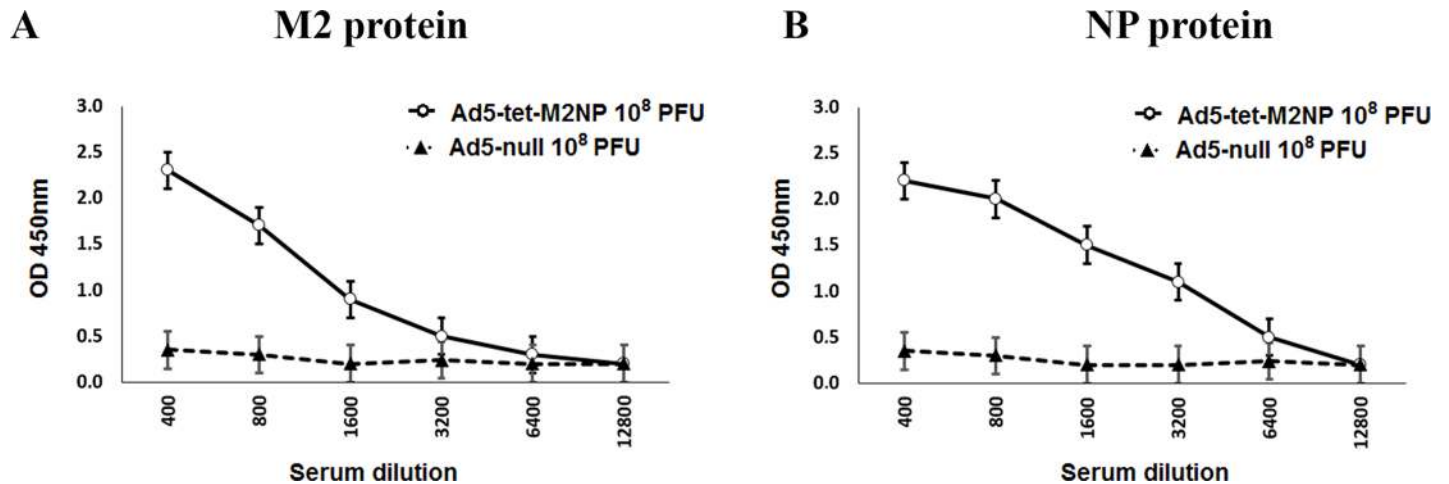 A
M2 protein
3.0
2.5
2.0
1.5
1.0
0.5
0.0
OD 450nm
Ad5-tet-M2NP 10⁸ PFU
Ad5-null 10⁸ PFU
400
800
1600
3200
6400
12800
Serum dilution
B
NP protein
3.0
2.5
2.0
1.5
1.0
0.5
0.0
OD 450nm
Ad5-tet-M2NP 10⁸ PFU
Ad5-null 10⁸ PFU
400
800
1600
3200
6400
12800
Serum dilution